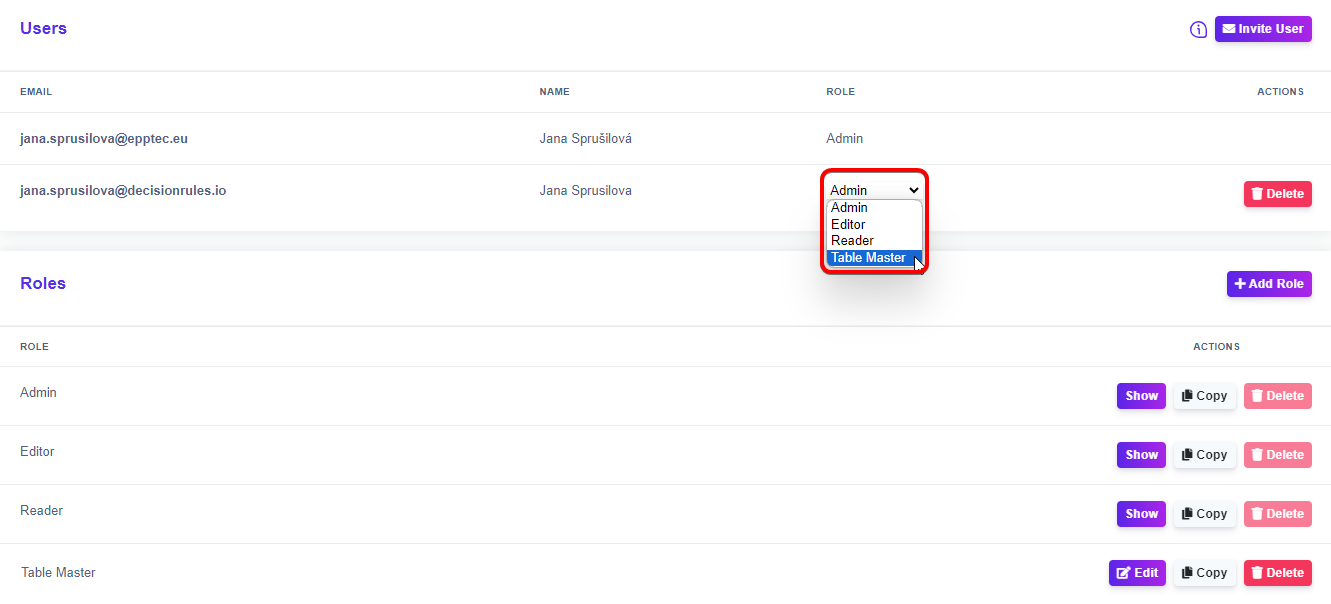 Users
Invite User
EMAIL NAME ROLE ACTIONS
jana.sprusilova@epptec.eu Jana Sprušilová Admin
jana.sprusilova@decisionrules.io Jana Sprusilova Admin Delete
Admin
Editor
Reader
Table Master
Roles
Add Role
ROLE ACTIONS
Admin Show Copy Delete
Editor Show Copy Delete
Reader Show Copy Delete
Table Master Edit Copy Delete